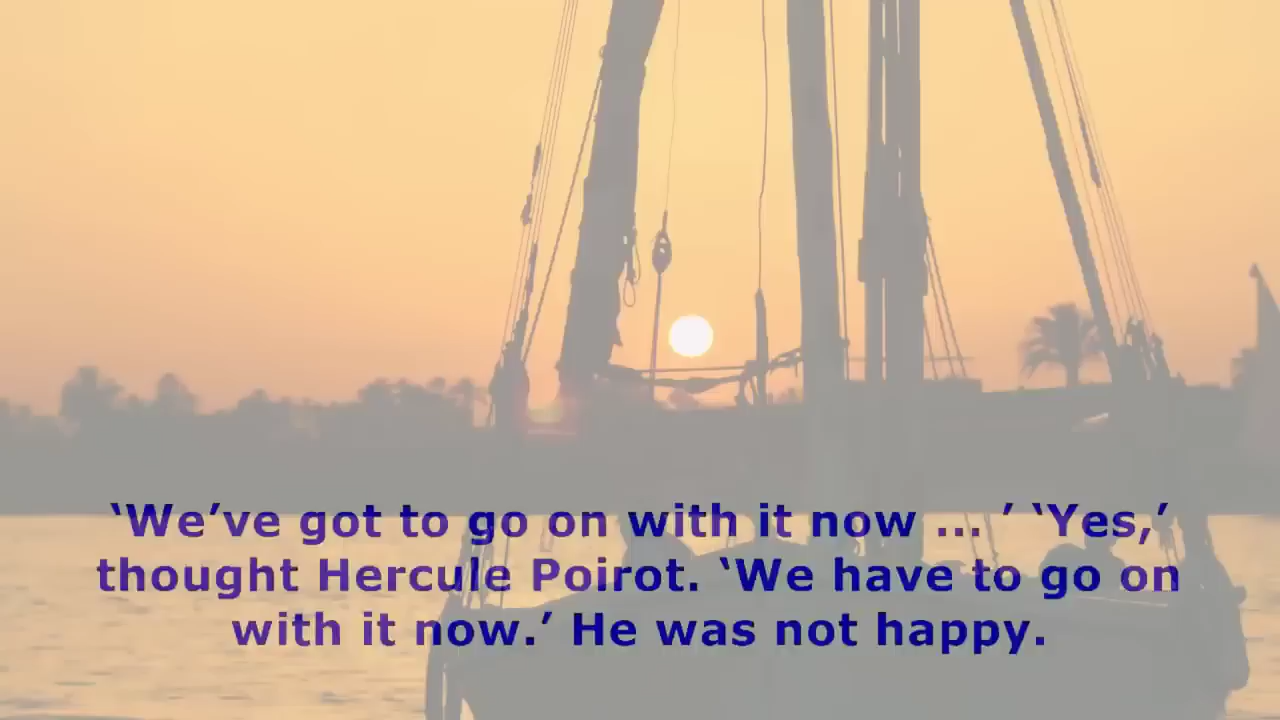 ‘We’ve got to go on with it now ... ’ ‘Yes,’
thought Hercule Poirot. ‘We have to go on
with it now.’ He was not happy.